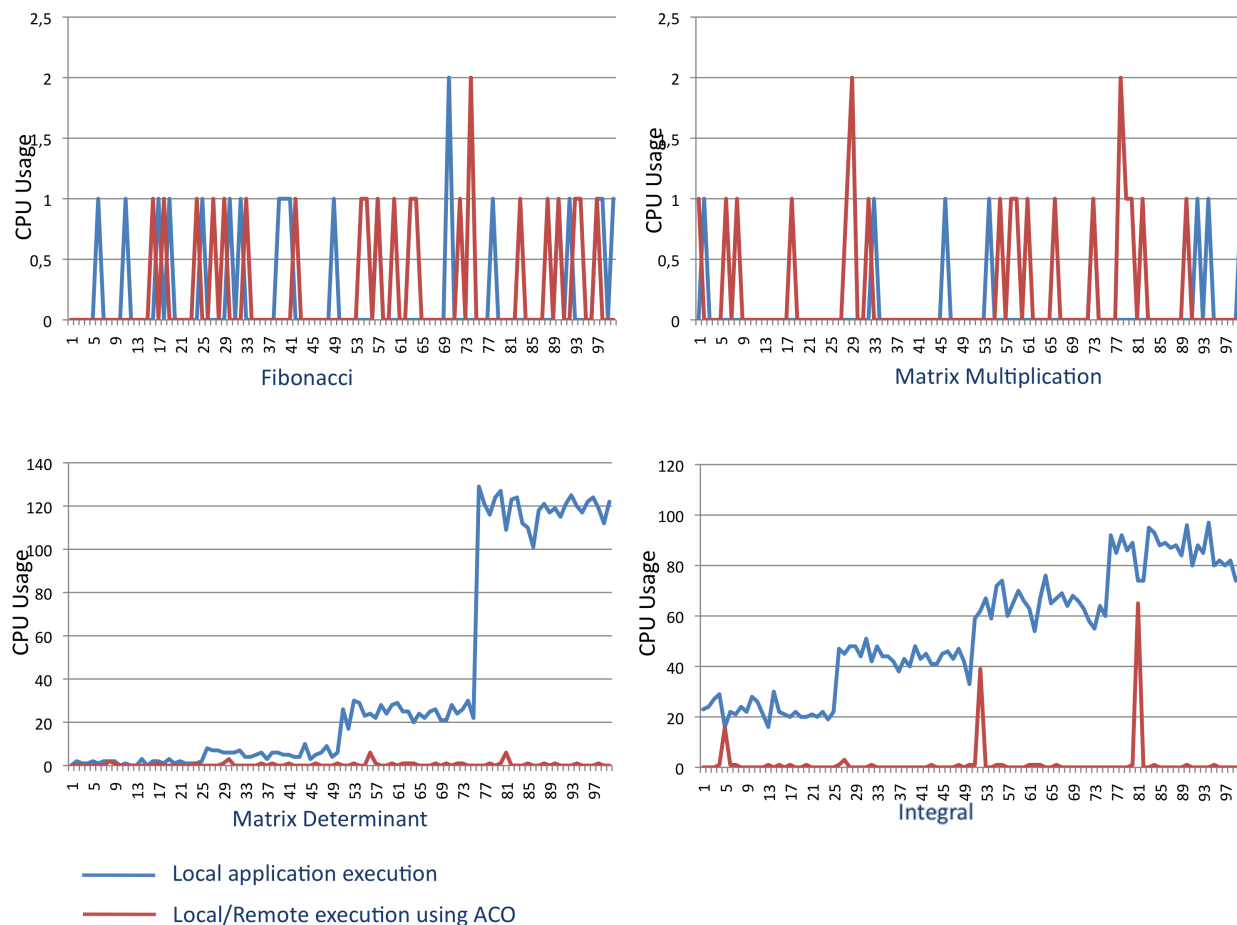 2,5
2
1,5
1
0,5
0
CPU Usage
1 5 9 13 17 21 25 29 33 37 41 45 49 53 57 61 65 69 73 77 81 85 89 93 97
Fibonacci
2,5
2
1,5
1
0,5
0
CPU Usage
1 5 9 13 17 21 25 29 33 37 41 45 49 53 57 61 65 69 73 77 81 85 89 93 97
Matrix Multiplication
140
120
100
80
60
40
20
0
CPU Usage
1 5 9 13 17 21 25 29 33 37 41 45 49 53 57 61 65 69 73 77 81 85 89 93 97
Matrix Determinant
120
100
80
60
40
20
0
CPU Usage
1 5 9 13 17 21 25 29 33 37 41 45 49 53 57 61 65 69 73 77 81 85 89 93 97
Integral
Local application execution
Local/Remote execution using ACO